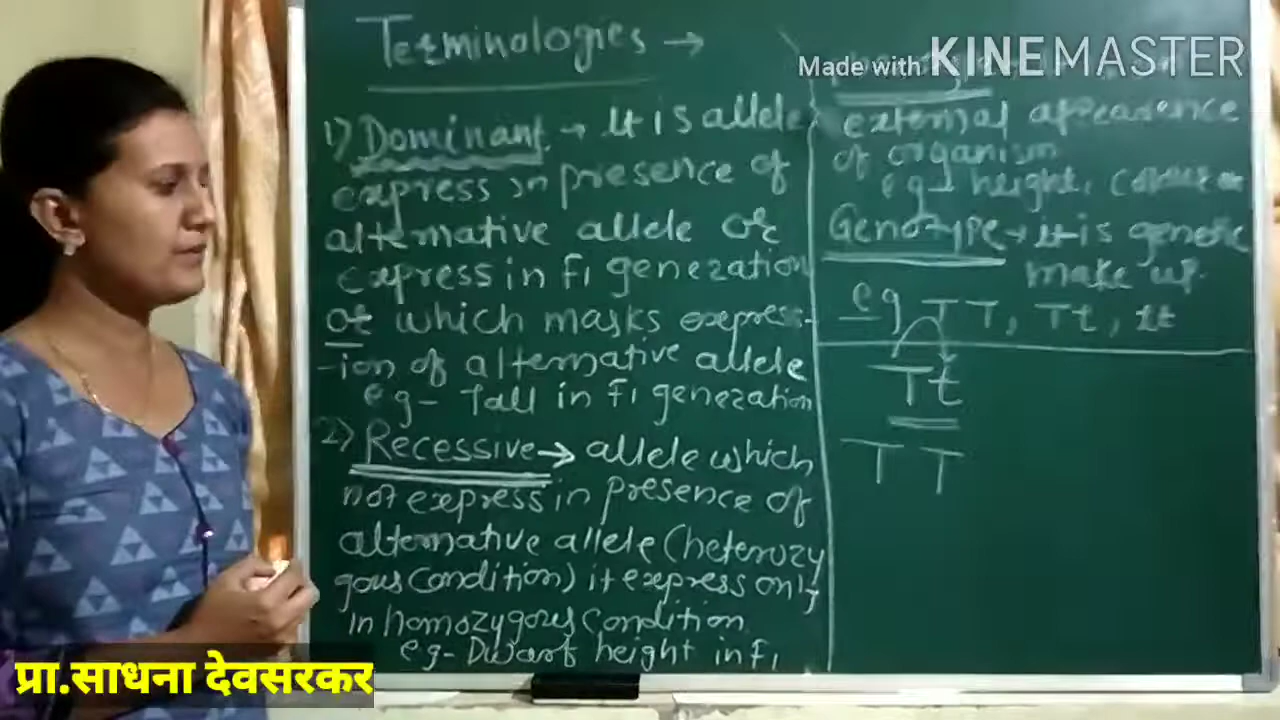 Terminologies →
1) Dominant → It is allele
express in presence of
alternative allele or
express in F1 generation
or which masks express-
-ion of alternative allele
eg- Tall in F1 generation
2) Recessive → allele which
not express in presence of
alternative allele (heterozy
gous condition) it express only
in homozygous condition
eg- Dwarf height in F1
Made with KINEMASTER
external appearence
of organism
eg- height, colour
Genotype → it is genetic
make up.
eg TT, Tt, tt
Tt
T T
प्रा.साधना देवसरकर